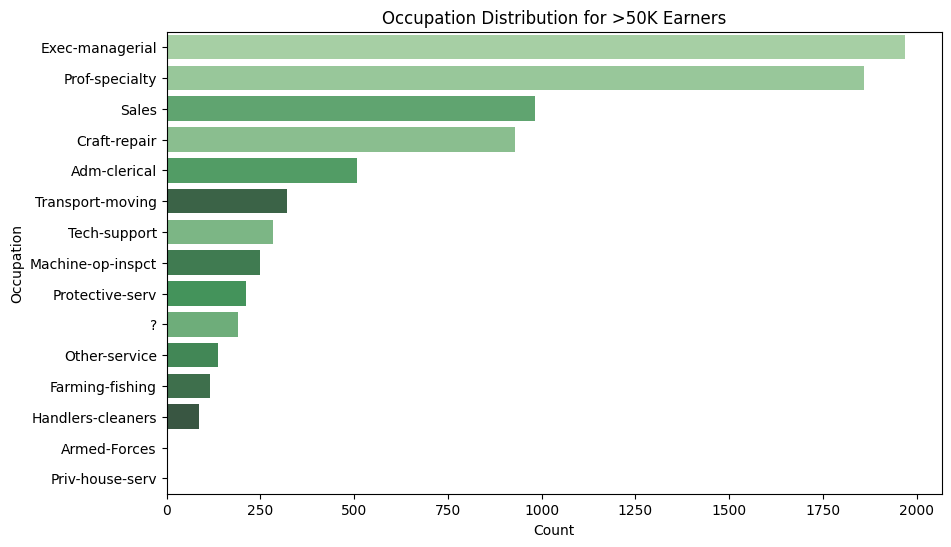 Occupation Distribution for >50K Earners
Occupation
Exec-managerial
Prof-specialty
Sales
Craft-repair
Adm-clerical
Transport-moving
Tech-support
Machine-op-inspct
Protective-serv
?
Other-service
Farming-fishing
Handlers-cleaners
Armed-Forces
Priv-house-serv
0 250 500 750 1000 1250 1500 1750 2000
Count